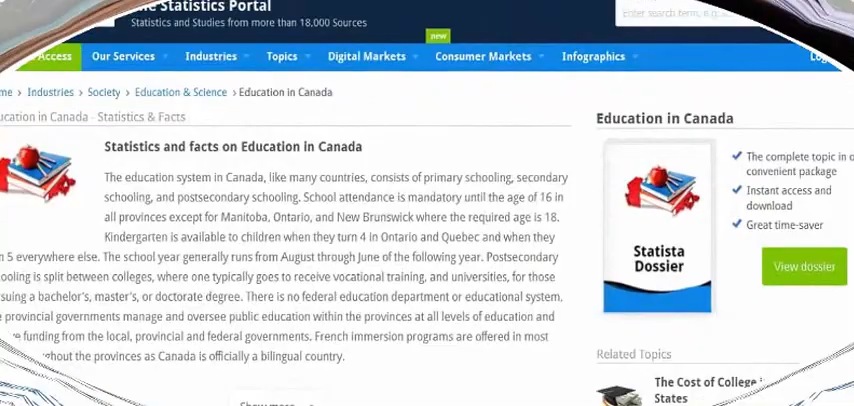 he Statistics Portal
Statistics and Studies from more than 18,000 Sources
Enter search term, e.g.
new
Access Our Services Industries Topics Digital Markets Consumer Markets Infographics Log
me > Industries > Society > Education & Science > Education in Canada
ucation in Canada - Statistics & Facts
Statistics and facts on Education in Canada
The education system in Canada, like many countries, consists of primary schooling, secondary
schooling, and postsecondary schooling. School attendance is mandatory until the age of 16 in
all provinces except for Manitoba, Ontario, and New Brunswick where the required age is 18.
Kindergarten is available to children when they turn 4 in Ontario and Quebec and when they
n 5 everywhere else. The school year generally runs from August through June of the following year. Postsecondary
ooling is split between colleges, where one typically goes to receive vocational training, and universities, for those
suing a bachelor's, master's, or doctorate degree. There is no federal education department or educational system.
e provincial governments manage and oversee public education within the provinces at all levels of education and
e funding from the local, provincial and federal governments. French immersion programs are offered in most
ghout the provinces as Canada is officially a bilingual country.
Show more
Education in Canada
The complete topic in o
convenient package
Instant access and
download
Great time-saver
Statista
Dossier
View dossier
Related Topics
The Cost of College i
States